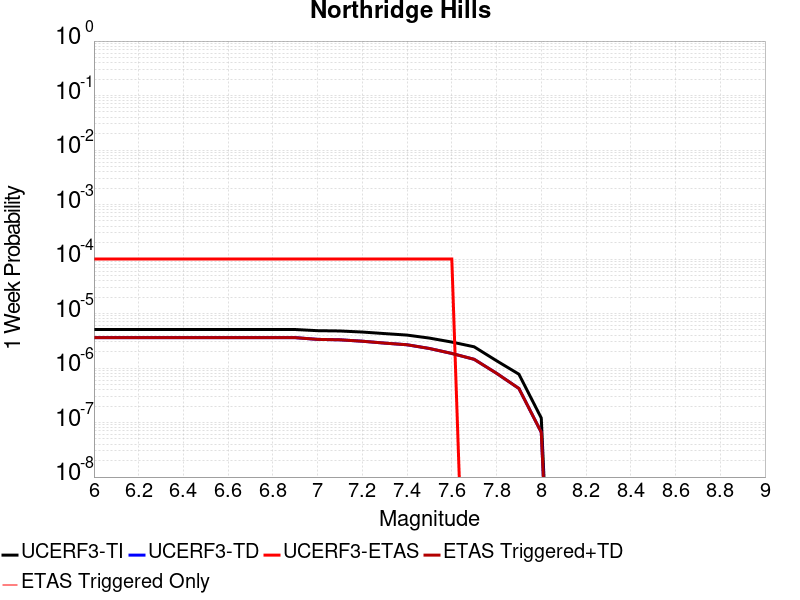 Northridge Hills
10^0
10^-1
10^-2
10^-3
10^-4
10^-5
10^-6
10^-7
10^-8
1 Week Probability
6 6.2 6.4 6.6 6.8 7 7.2 7.4 7.6 7.8 8 8.2 8.4 8.6 8.8 9
Magnitude
UCERF3-TI UCERF3-TD UCERF3-ETAS ETAS Triggered+TD
ETAS Triggered Only